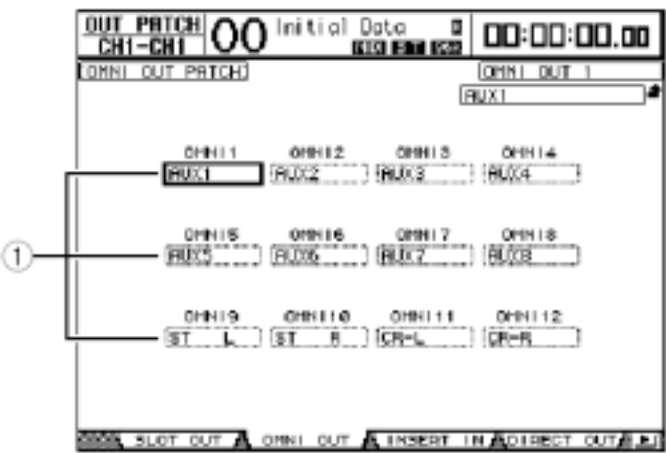 OUT PATCH
CH1-CH1
00 Initial Data
00:00:00.00
OMNI OUT PATCH
OMNI OUT 1
AUX1
OMNI1 OMNI2 OMNI3 OMNI4
AUX1 AUX2 AUX3 AUX4
1
OMNI5 OMNI6 OMNI7 OMNI8
AUX5 AUX6 AUX7 AUX8
OMNI9 OMNI10 OMNI11 OMNI12
ST L ST R CR-L CR-R
SLOT OUT OMNI OUT INSERT IN DIRECT OUT